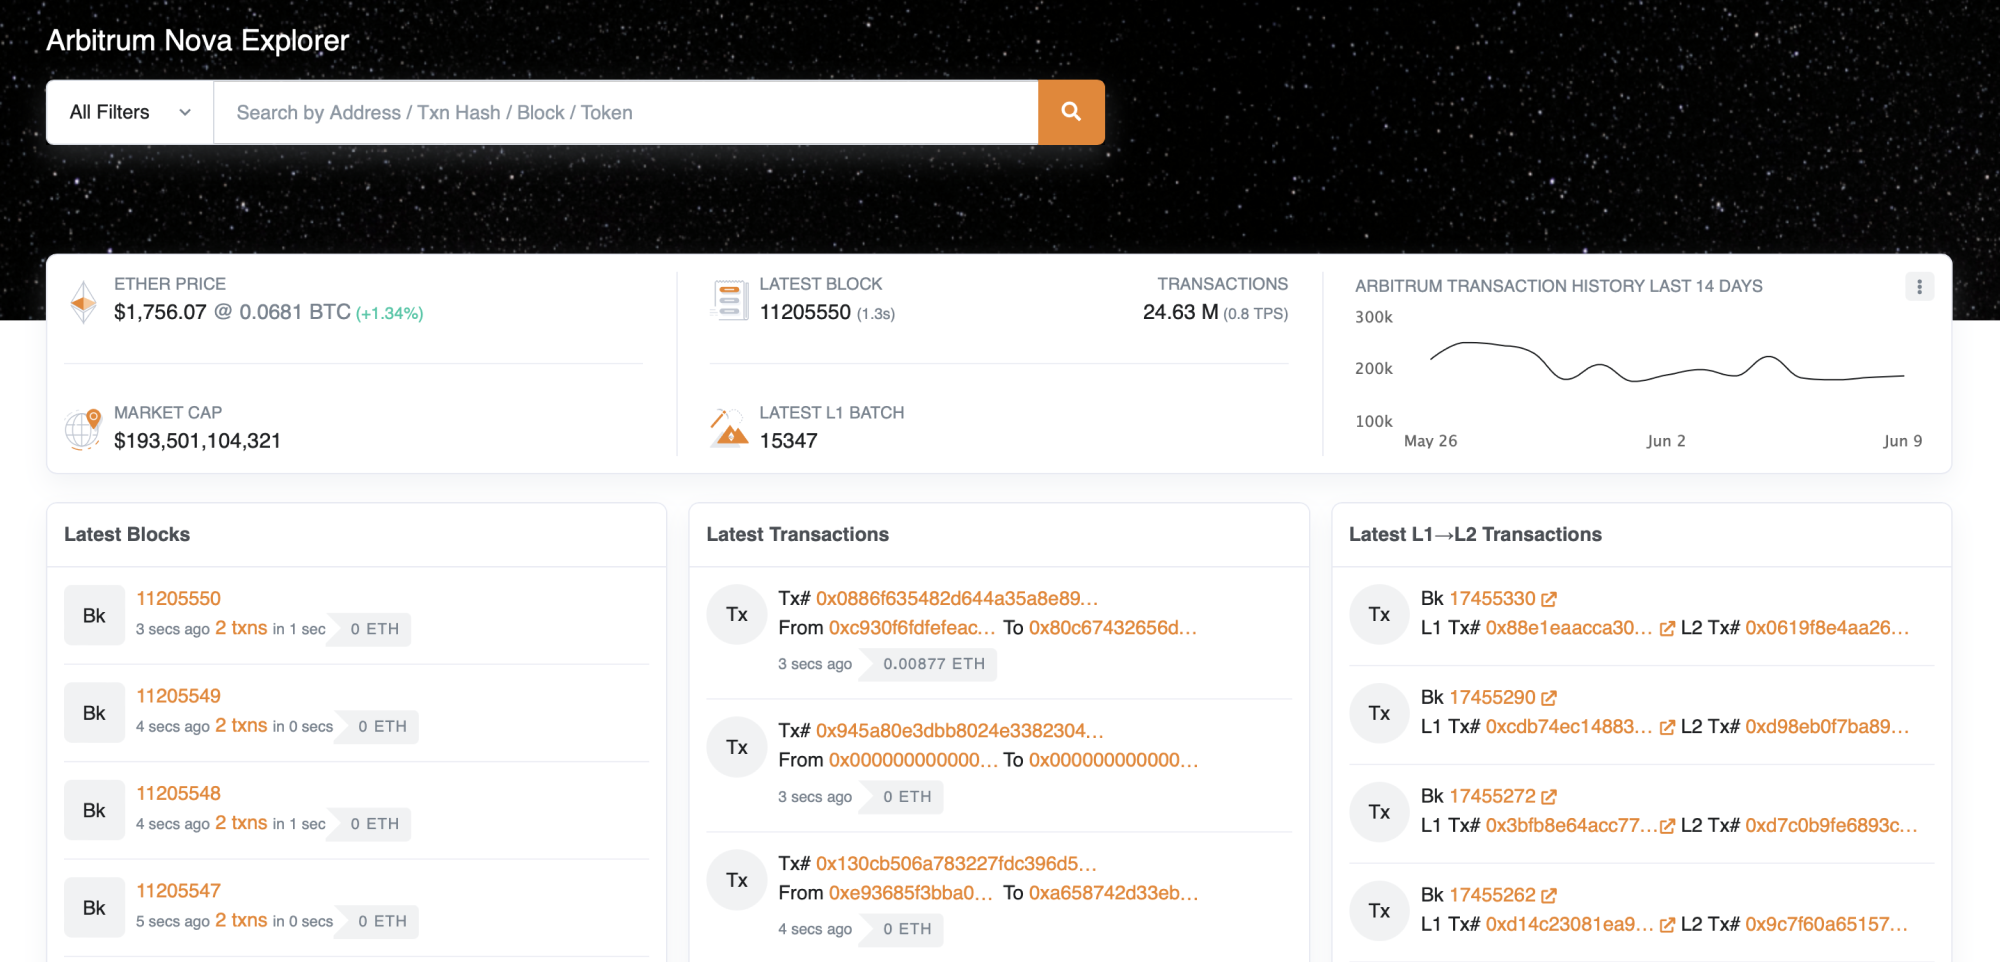 Arbitrum Nova Explorer
All Filters
Search by Address / Txn Hash / Block / Token
ETHER PRICE
$1,756.07 @ 0.0681 BTC (+1.34%)
MARKET CAP
$193,501,104,321
LATEST BLOCK
11205550 (1.3s)
TRANSACTIONS
24.63 M (0.8 TPS)
LATEST L1 BATCH
15347
ARBITRUM TRANSACTION HISTORY LAST 14 DAYS
300k
200k
100k
May 26
Jun 2
Jun 9
Latest Blocks
Bk
11205550
3 secs ago 2 txns in 1 sec 0 ETH
Bk
11205549
4 secs ago 2 txns in 0 secs 0 ETH
Bk
11205548
4 secs ago 2 txns in 1 sec 0 ETH
Bk
11205547
5 secs ago 2 txns in 0 secs 0 ETH
Latest Transactions
Tx
Tx# 0x0886f635482d644a35a8e89...
From 0xc930f6fdfefeac... To 0x80c67432656d...
3 secs ago 0.00877 ETH
Tx
Tx# 0x945a80e3dbb8024e3382304...
From 0x000000000000... To 0x000000000000...
3 secs ago 0 ETH
Tx
Tx# 0x130cb506a783227fdc396d5...
From 0xe93685f3bba0... To 0xa658742d33eb...
4 secs ago 0 ETH
Latest L1→L2 Transactions
Tx
Bk 17455330
L1 Tx# 0x88e1eaacca30... L2 Tx# 0x0619f8e4aa26...
Tx
Bk 17455290
L1 Tx# 0xcdb74ec14883... L2 Tx# 0xd98eb0f7ba89...
Tx
Bk 17455272
L1 Tx# 0x3bfb8e64acc77... L2 Tx# 0xd7c0b9fe6893c...
Tx
Bk 17455262
L1 Tx# 0xd14c23081ea9... L2 Tx# 0x9c7f60a65157...